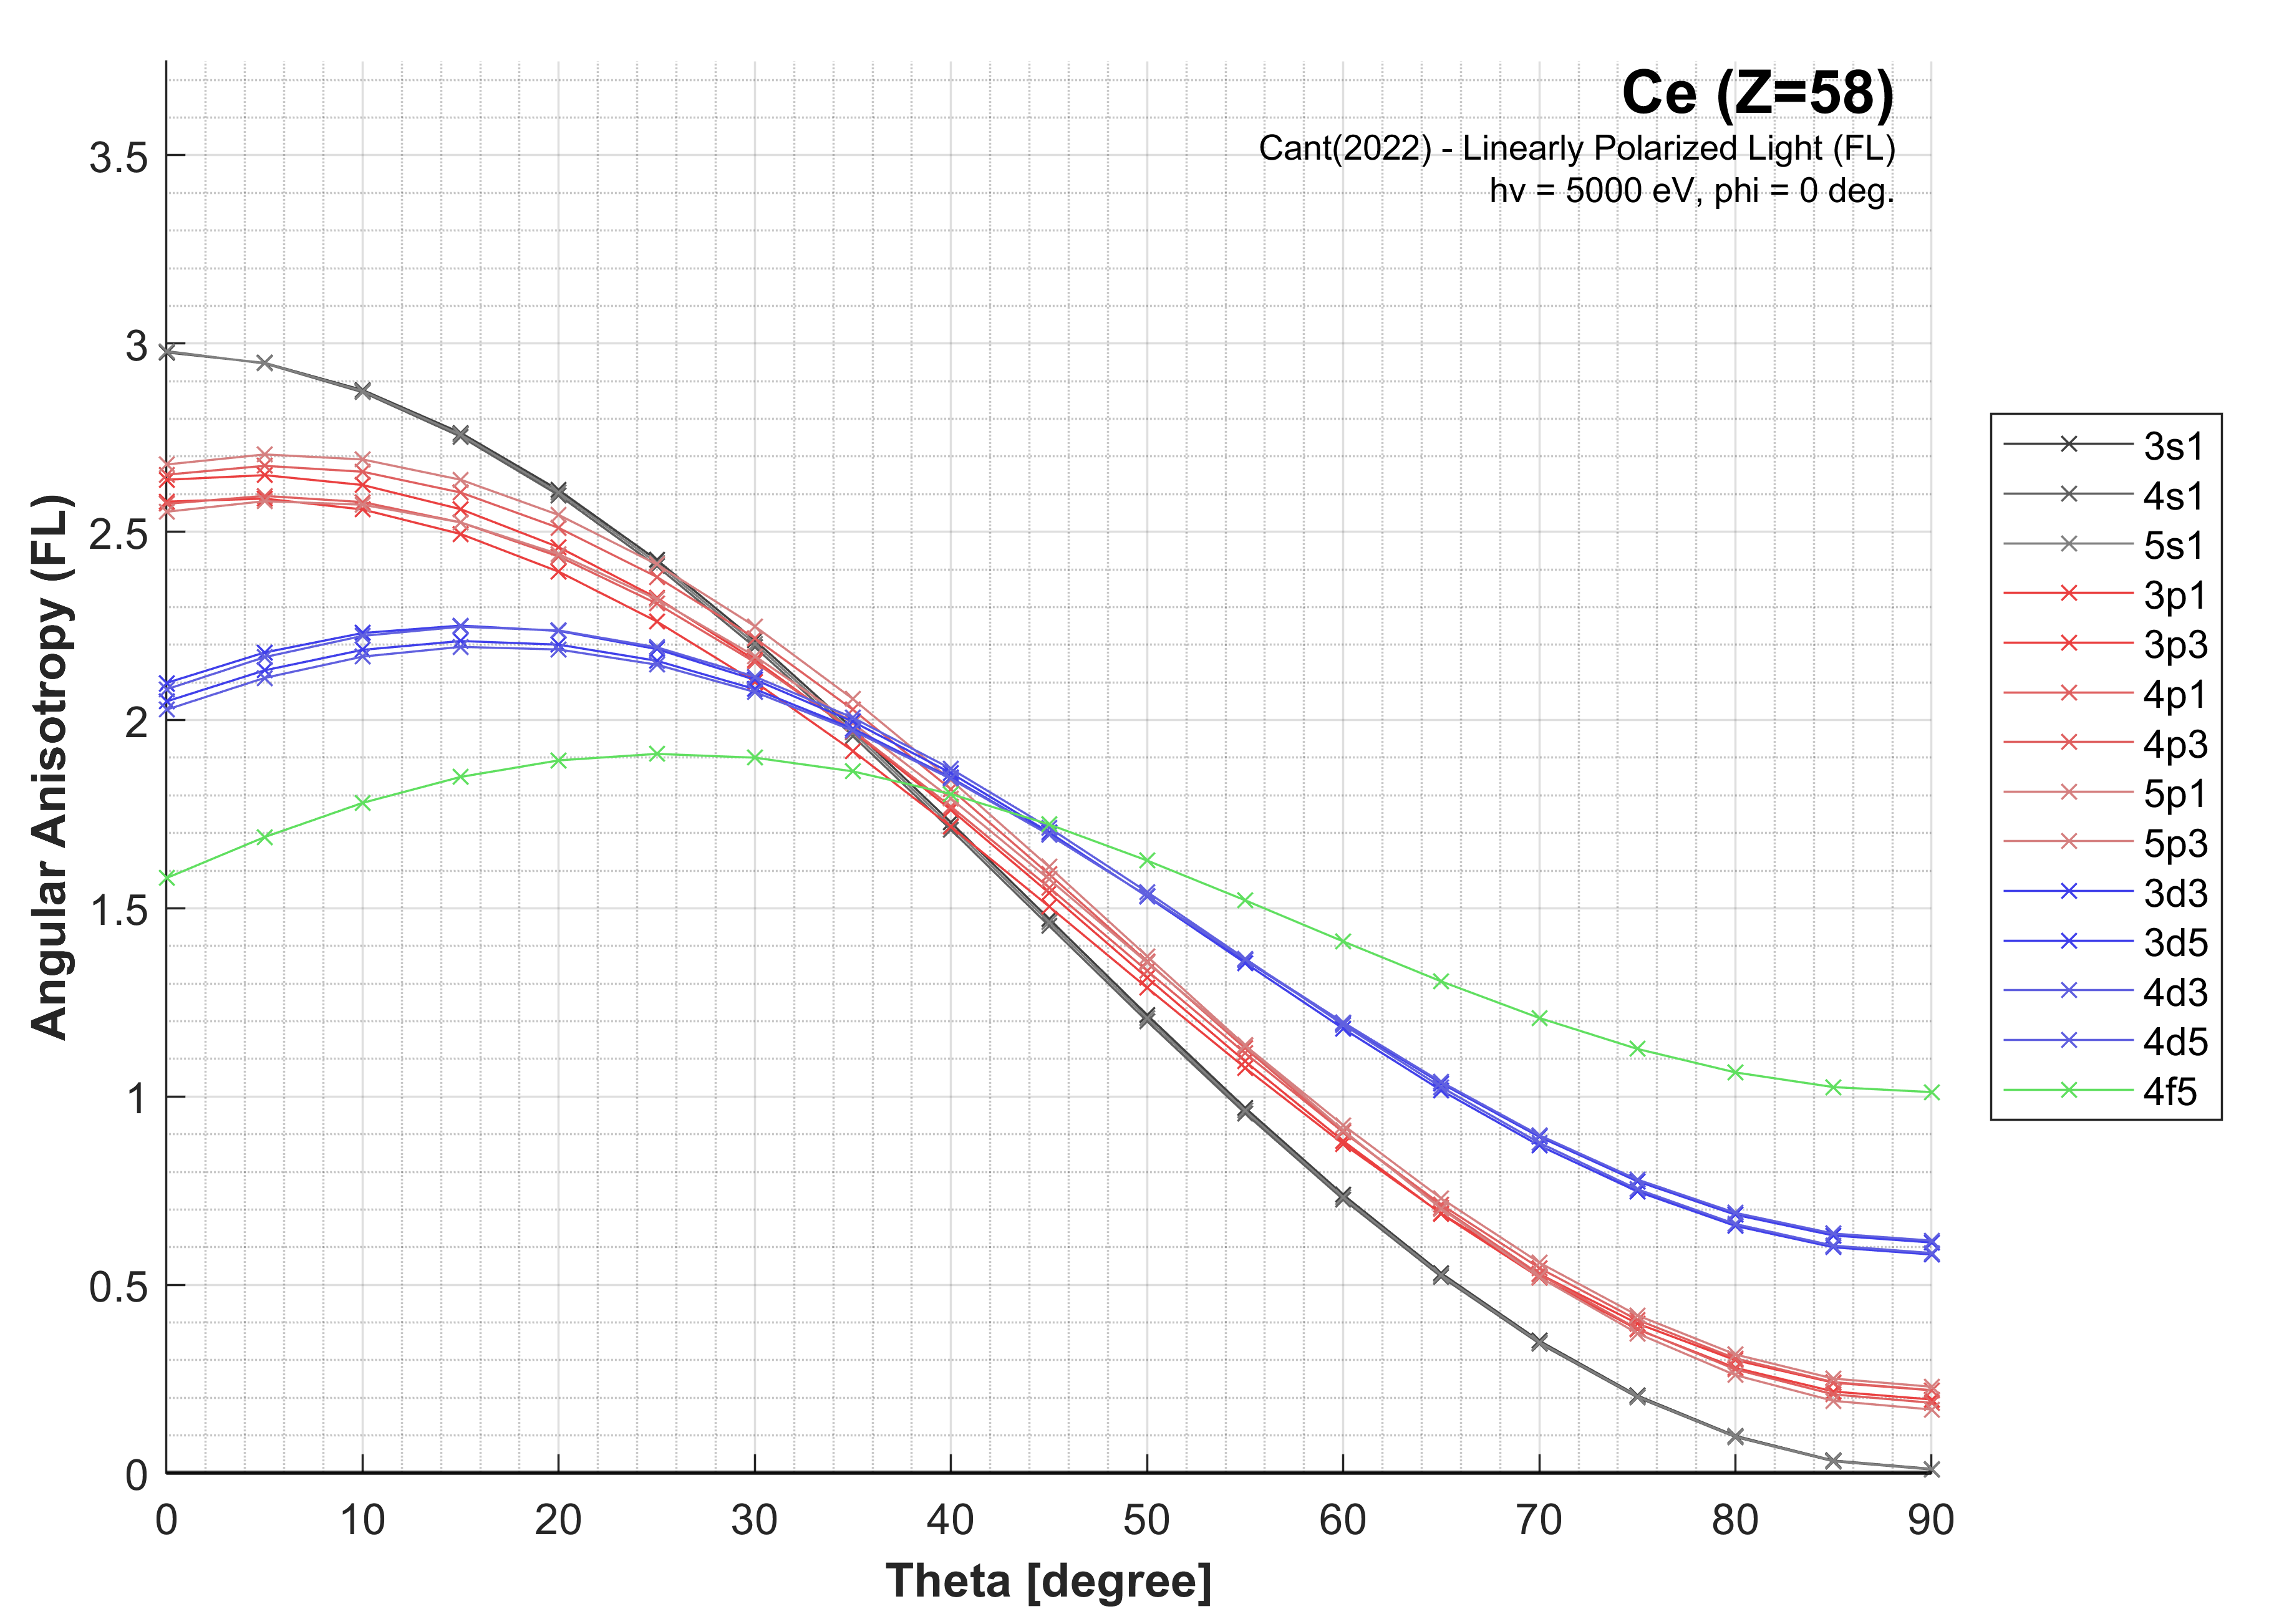 Ce (Z=58)
Cant(2022) - Linearly Polarized Light (FL)
hv = 5000 eV, phi = 0 deg.
Angular Anisotropy (FL)
3.5
3
2.5
2
1.5
1
0.5
0
0 10 20 30 40 50 60 70 80 90
Theta [degree]
3s1
4s1
5s1
3p1
3p3
4p1
4p3
5p1
5p3
3d3
3d5
4d3
4d5
4f5